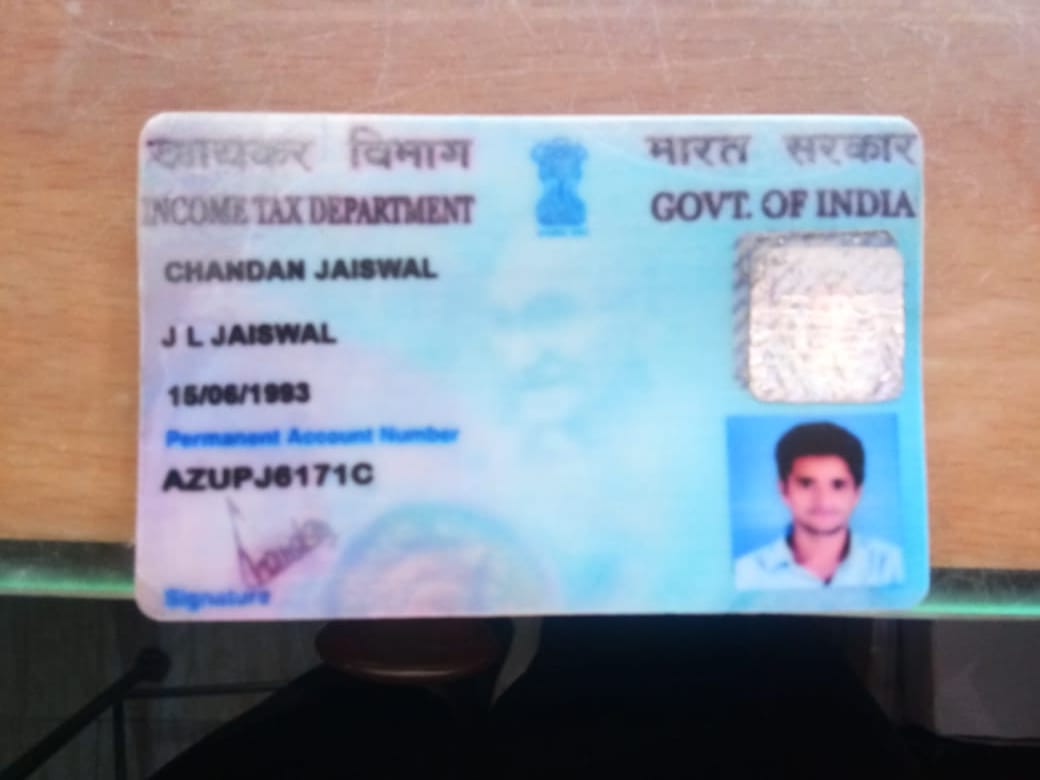 आयकर विभाग
भारत सरकार
INCOME TAX DEPARTMENT
GOVT. OF INDIA
CHANDAN JAISWAL
J L JAISWAL
15/06/1993
Permanent Account Number
AZUPJ6171C
Signature